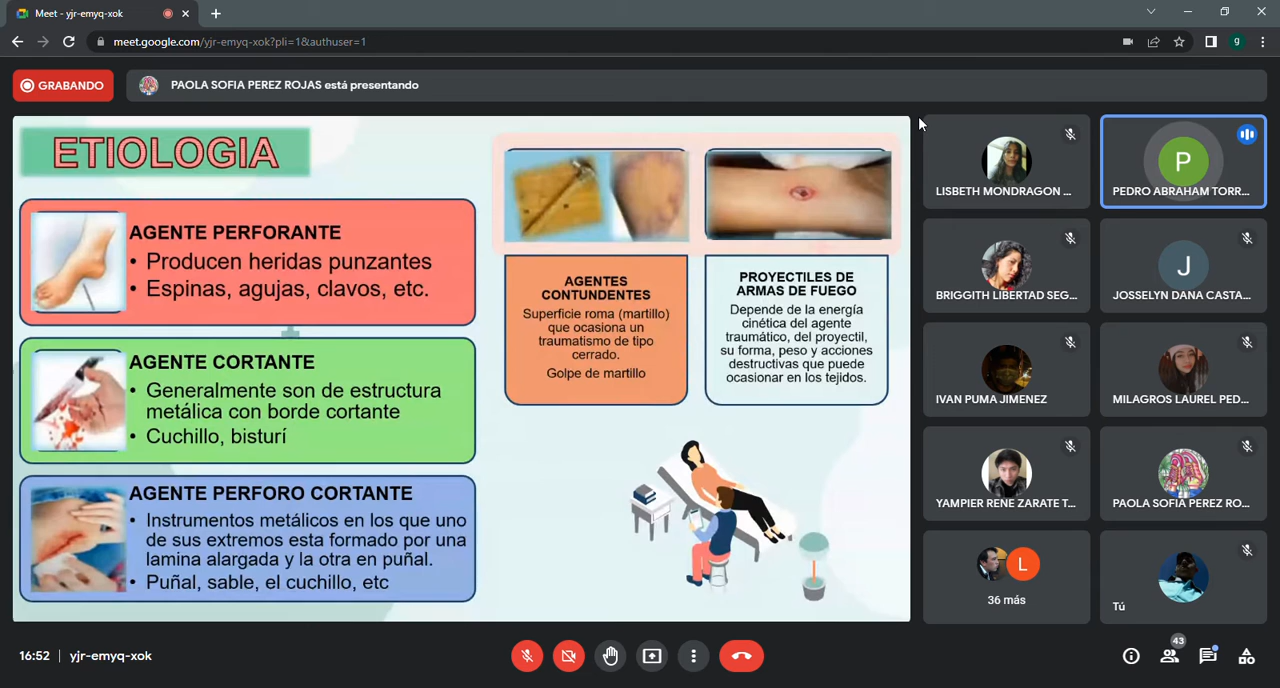 Meet - yjr-emyq-xok
meet.google.com/yjr-emyq-xok?pli=1&authuser=1
g
GRABANDO
PAOLA SOFIA PEREZ ROJAS está presentando
ETIOLOGIA
AGENTE PERFORANTE
• Producen heridas punzantes
• Espinas, agujas, clavos, etc.
AGENTE CORTANTE
• Generalmente son de estructura
metálica con borde cortante
• Cuchillo, bisturí
AGENTE PERFORO CORTANTE
• Instrumentos metálicos en los que uno
de sus extremos esta formado por una
lamina alargada y la otra en puñal.
• Puñal, sable, el cuchillo, etc
AGENTES
CONTUNDENTES
Superficie roma (martillo)
que ocasiona un
traumatismo de tipo
cerrado.
Golpe de martillo
PROYECTILES DE
ARMAS DE FUEGO
Depende de la energía
cinética del agente
traumático, del proyectil,
su forma, peso y acciones
destructivas que puede
ocasionar en los tejidos.
LISBETH MONDRAGON ...
P
PEDRO ABRAHAM TORR...
BRIGGITH LIBERTAD SEG...
J
JOSSELYN DANA CASTA...
IVAN PUMA JIMENEZ
MILAGROS LAUREL PED...
YAMPIER RENE ZARATE T...
PAOLA SOFIA PEREZ RO...
L
36 más
Tú
16:52 | yjr-emyq-xok
43